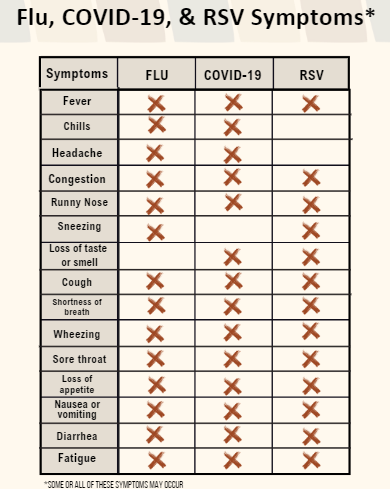 Flu, COVID-19, & RSV Symptoms*
Symptoms FLU COVID-19 RSV
Fever
Chills
Headache
Congestion
Runny Nose
Sneezing
Loss of taste
or smell
Cough
Shortness of
breath
Wheezing
Sore throat
Loss of
appetite
Nausea or
vomiting
Diarrhea
Fatigue
*SOME OR ALL OF THESE SYMPTOMS MAY OCCUR